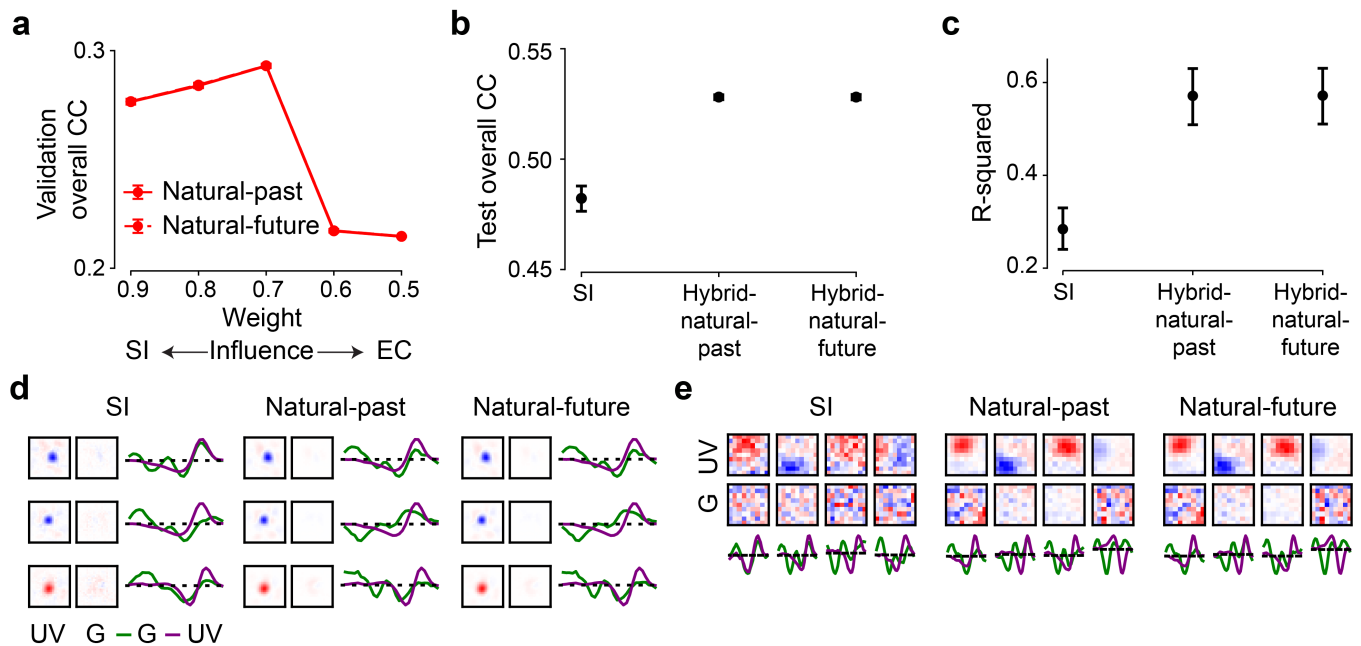 a
0.3
0.2
Validation
overall CC
Natural-past
Natural-future
0.9 0.8 0.7 0.6 0.5
Weight
SI Influence EC
b
0.55
0.50
0.45
Test overall CC
SI
Hybrid-
natural-
past
Hybrid-
natural-
future
c
0.6
0.4
0.2
R-squared
SI
Hybrid-
natural-
past
Hybrid-
natural-
future
d
SI Natural-past Natural-future
UV G G UV
e
SI Natural-past Natural-future
UV
G